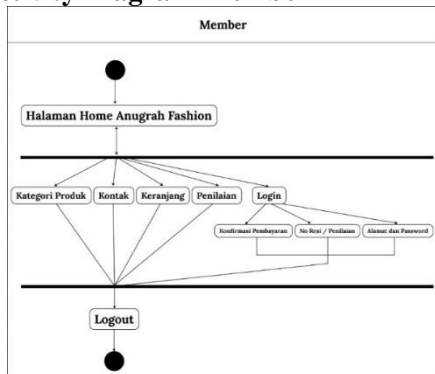 Member
Halaman Home Anugrah Fashion
Kategori Produk
Kontak
Keranjang
Penilaian
Login
Konfirmasi Pembayaran
No Resi / Penilaian
Alamat dan Password
Logout